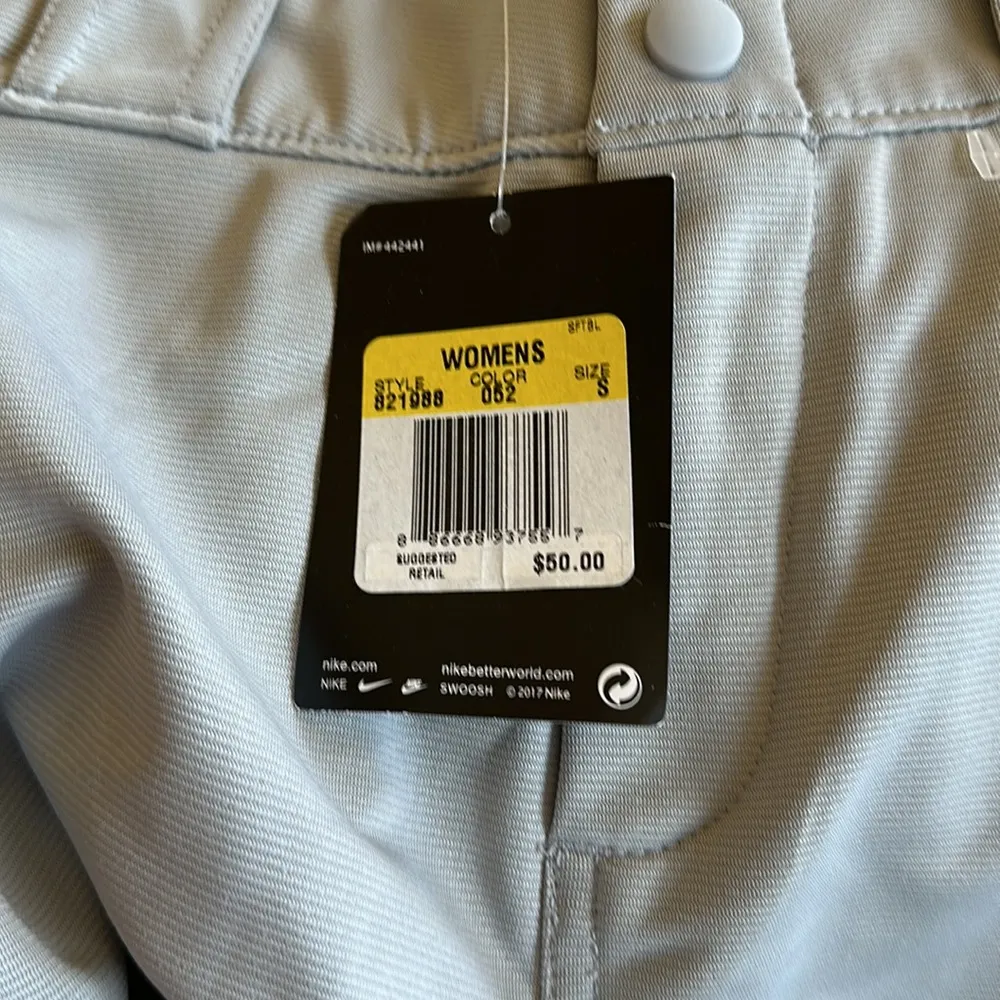 IM# 442441
SFTBL
WOMENS
STYLE COLOR SIZE
821988 052 S
8 86668 93755 7
SUGGESTED RETAIL $50.00
nike.com nikebetterworld.com
NIKE SWOOSH © 2017 Nike